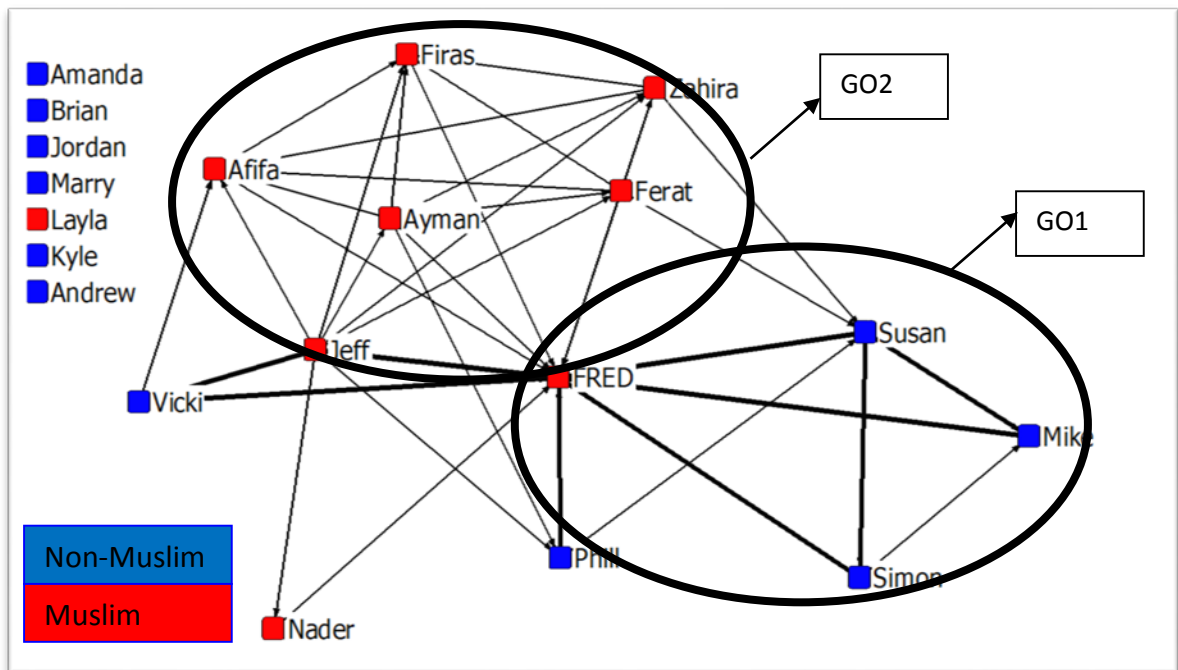 Firas
Zahira
GO2
Amanda
Brian
Jordan
Marry
Layla
Kyle
Andrew
Afifa
Ferat
Ayman
GO1
Susan
Jeff
FRED
Vicki
Mike
Phill
Simon
Non-Muslim
Muslim
Nader